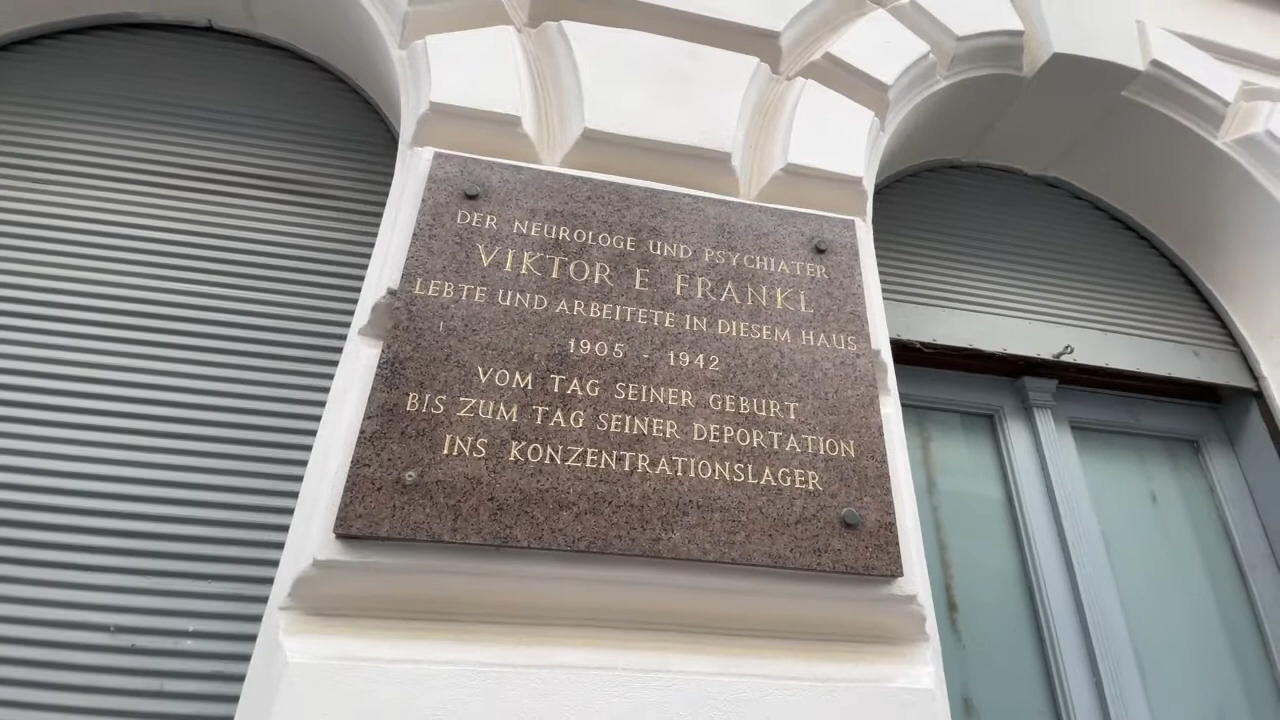 DER NEUROLOGE UND PSYCHIATER
VIKTOR E FRANKL
LEBTE UND ARBEITETE IN DIESEM HAUS
1905 - 1942
VOM TAG SEINER GEBURT
BIS ZUM TAG SEINER DEPORTATION
INS KONZENTRATIONSLAGER